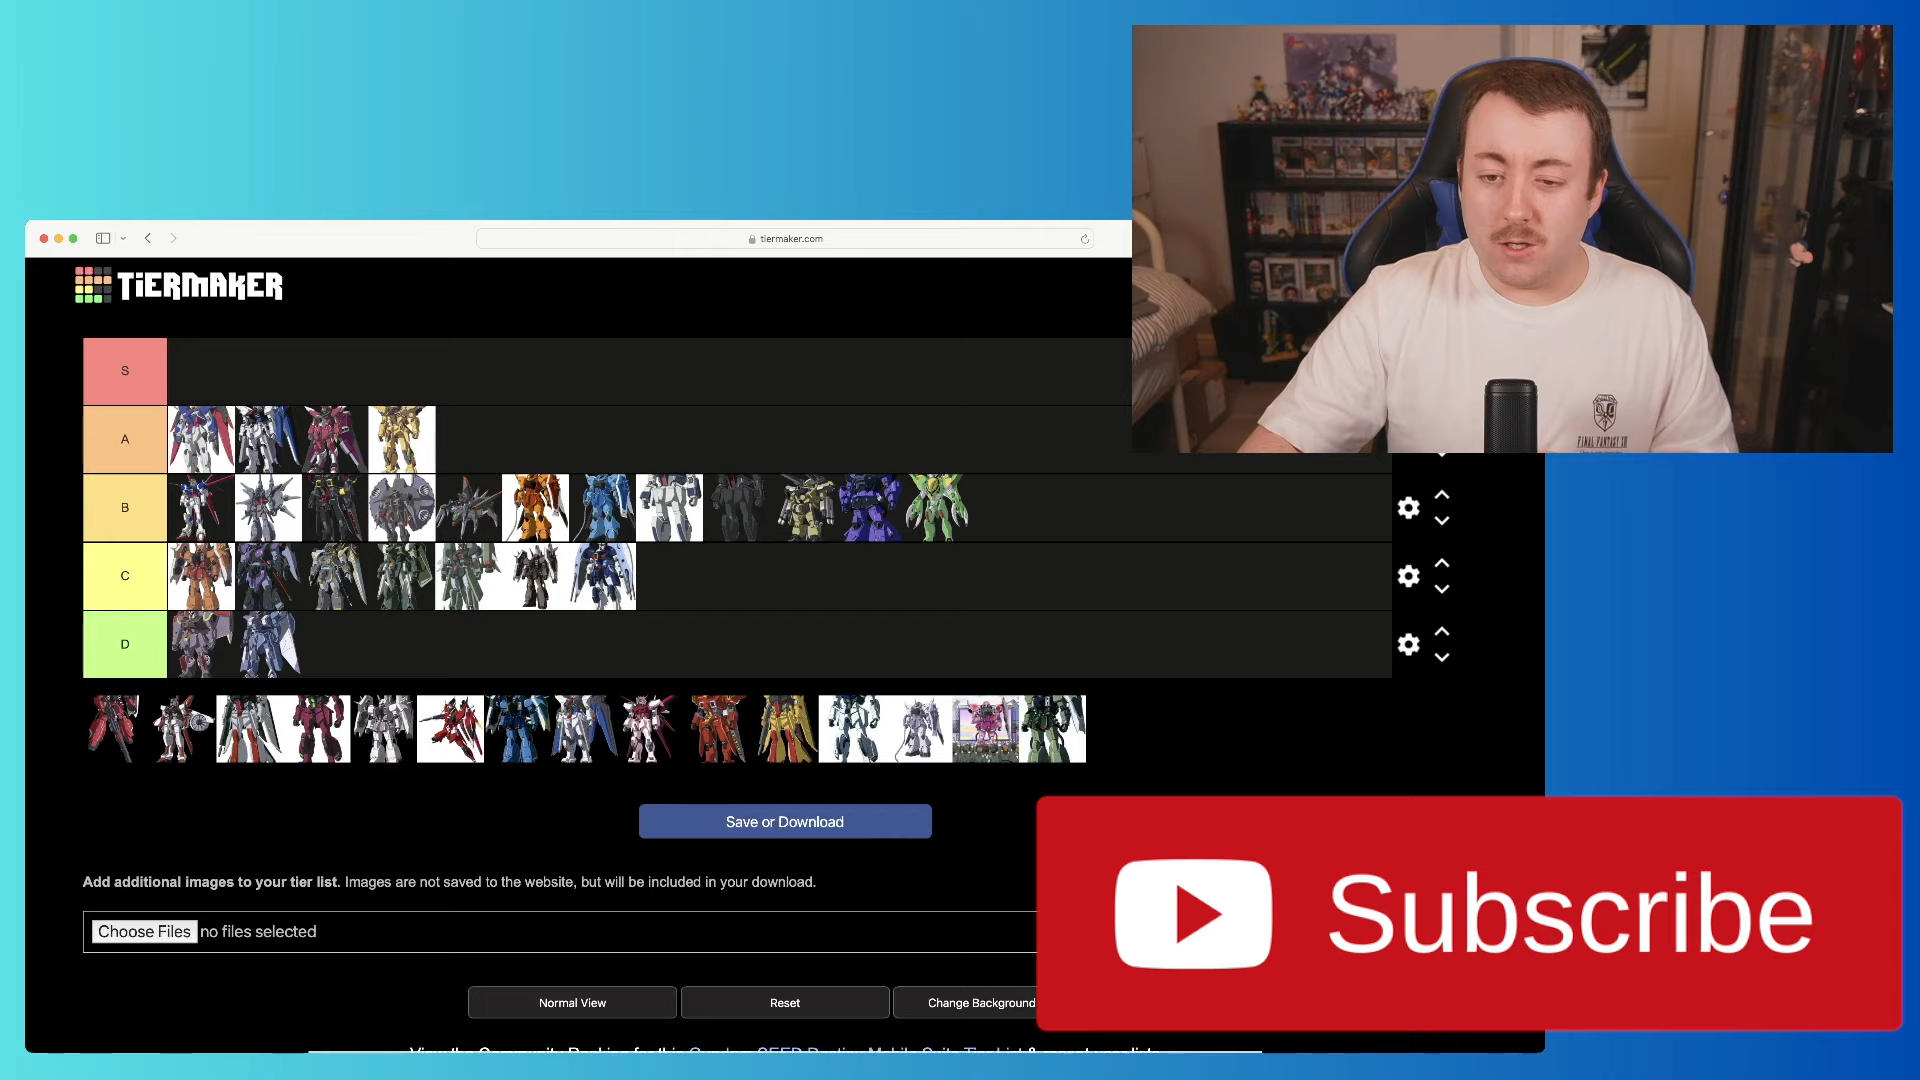 tiermaker.com
TiERMAKER
S
A
B
C
D
FINAL FANTASY
Save or Download
Add additional images to your tier list. Images are not saved to the website, but will be included in your download.
Choose Files no files selected
Normal View
Reset
Change Background
Subscribe